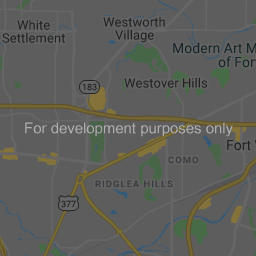 White
Settlement
Westworth
Village
Modern Art M
of Fort
183
Westover Hills
For development purposes only
Fort
COMO
RIDGLEA HILLS
377